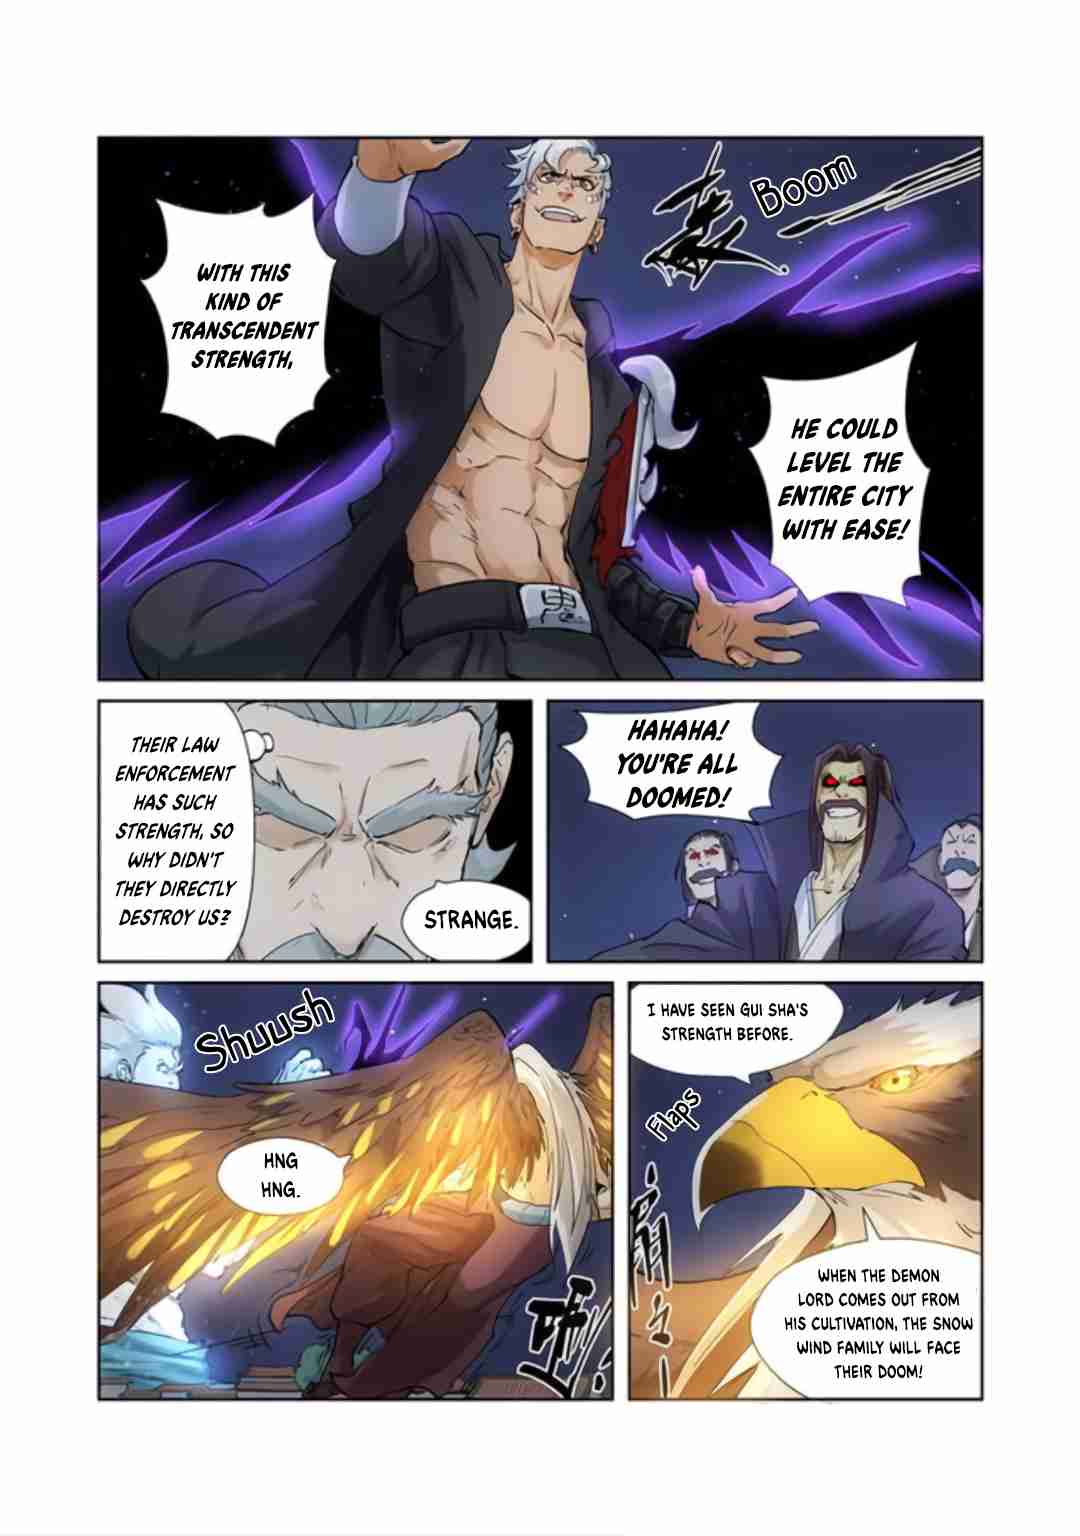 BOOM
WITH THIS
KIND OF
TRANSCENDENT
STRENGTH,
HE COULD
LEVEL THE
ENTIRE CITY
WITH EASE!
鬼
THEIR LAW
ENFORCEMENT
HAS SUCH
STRENGTH, SO
WHY DIDN'T
THEY DIRECTLY
DESTROY US?
STRANGE.
HAHAHA!
YOU'RE ALL
DOOMED!
Shuush
HNG
HNG.
I HAVE SEEN GUI SHA'S
STRENGTH BEFORE.
Flaps
WHEN THE DEMON
LORD COMES OUT FROM
HIS CULTIVATION, THE SNOW
WIND FAMILY WILL FACE
THEIR DOOM!